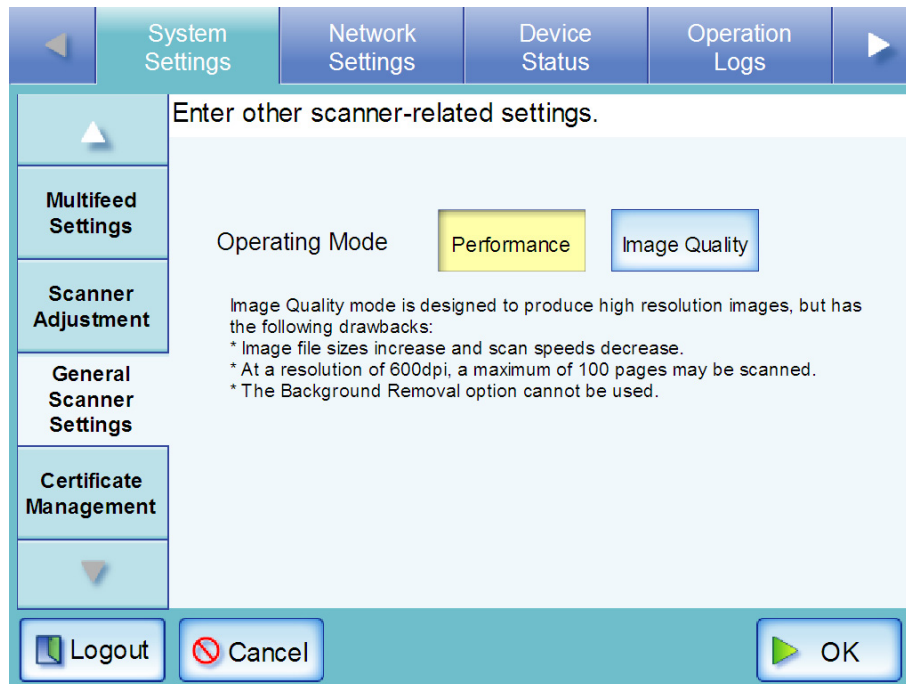 System
Settings
Network
Settings
Device
Status
Operation
Logs
Enter other scanner-related settings.
Multifeed
Settings
Scanner
Adjustment
General
Scanner
Settings
Certificate
Management
Operating Mode
Performance
Image Quality
Image Quality mode is designed to produce high resolution images, but has
the following drawbacks:
* Image file sizes increase and scan speeds decrease.
* At a resolution of 600dpi, a maximum of 100 pages may be scanned.
* The Background Removal option cannot be used.
Logout
Cancel
OK